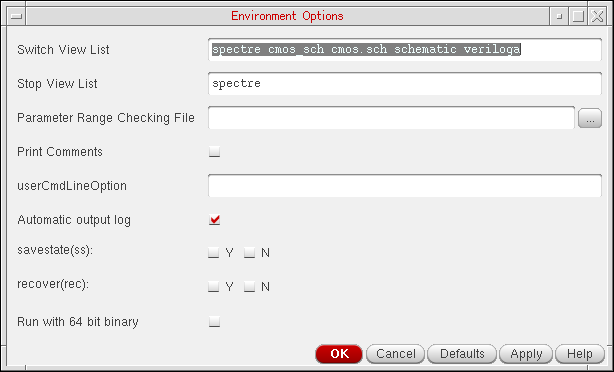 Environment Options
Switch View List spectre cmos_sch cmos.sch schematic veriloga
Stop View List spectre
Parameter Range Checking File ...
Print Comments
userCmdLineOption
Automatic output log
savestate(ss): Y N
recover(rec): Y N
Run with 64 bit binary
OK Cancel Defaults Apply Help